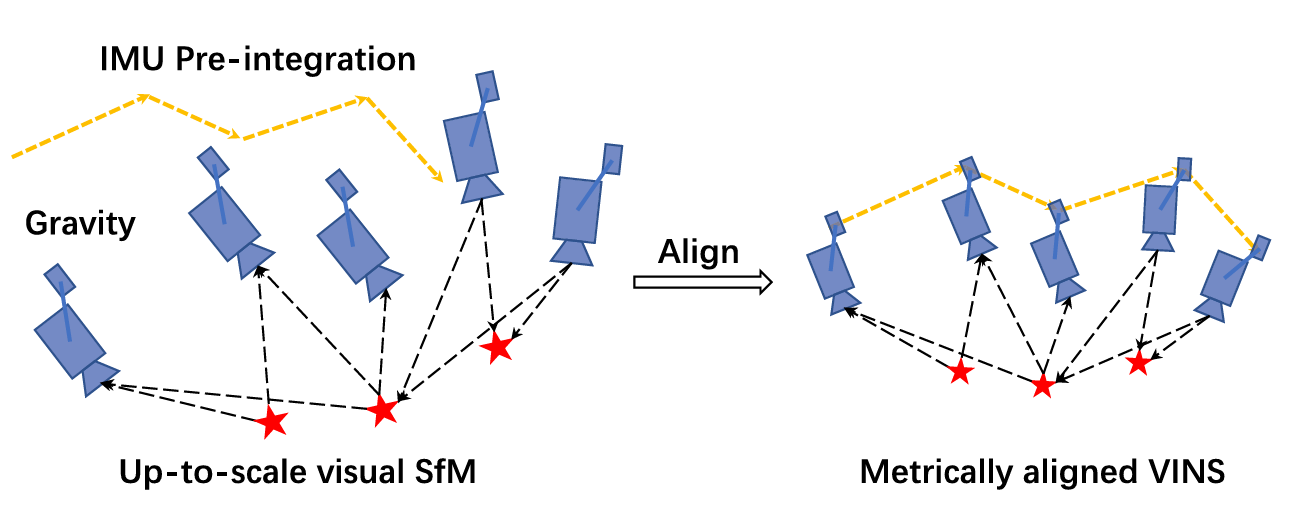 IMU Pre-integration
Gravity
Align
Up-to-scale visual SfM
Metrically aligned VINS